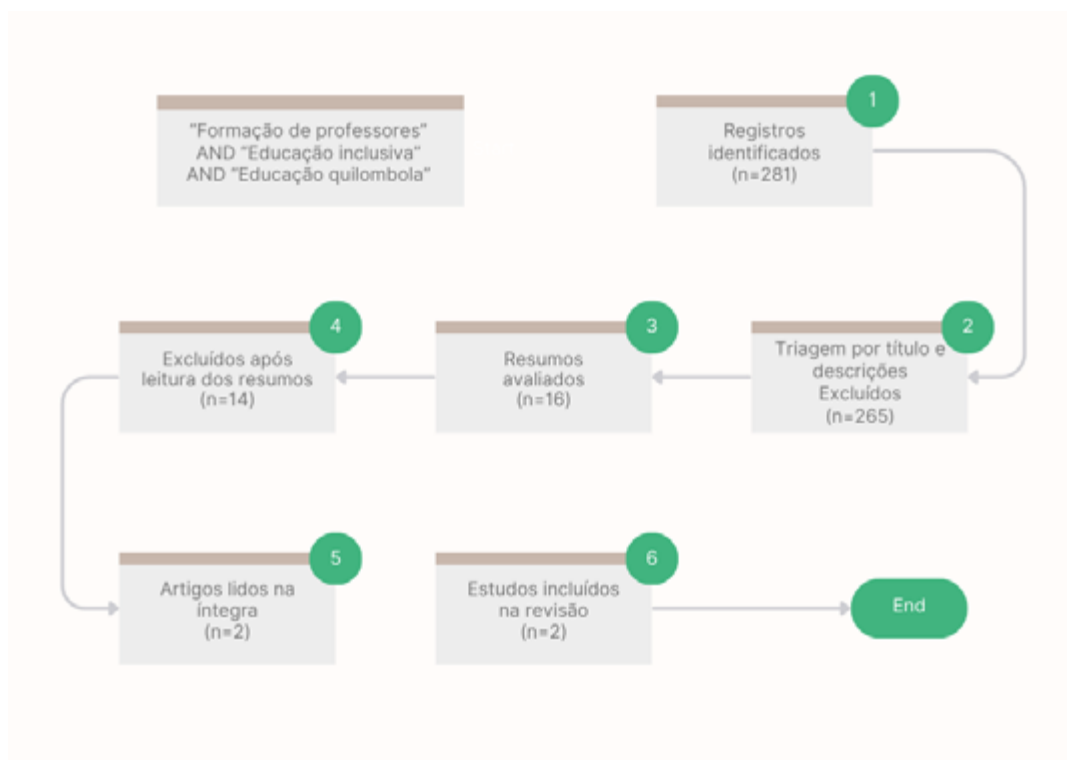 "Formação de professores"
AND "Educação inclusiva"
AND "Educação quilombola"
1
Registros
identificados
(n=281)
2
Triagem por título e
descrições
Excluídos
(n=265)
3
Resumos
avaliados
(n=16)
4
Excluídos após
leitura dos resumos
(n=14)
5
Artigos lidos na
íntegra
(n=2)
6
Estudos incluídos
na revisão
(n=2)
End